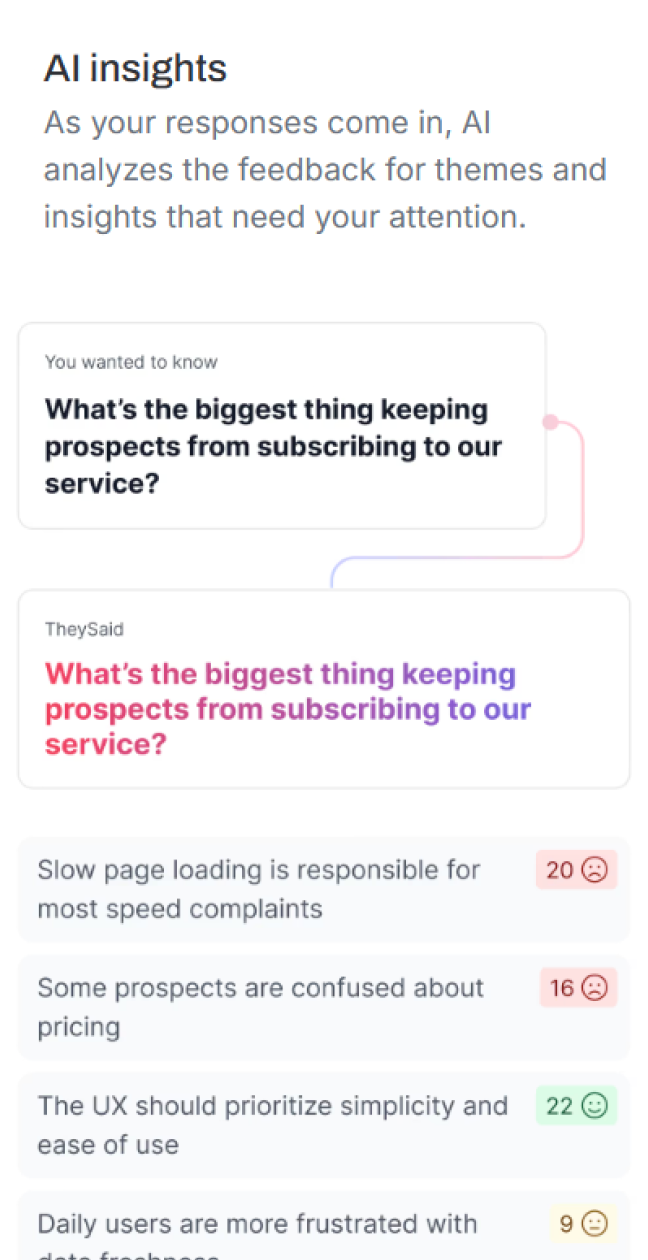 AI insights
As your responses come in, AI
analyzes the feedback for themes and
insights that need your attention.
You wanted to know
What's the biggest thing keeping
prospects from subscribing to our
service?
TheySaid
What's the biggest thing keeping
prospects from subscribing to our
service?
Slow page loading is responsible for
most speed complaints
20
Some prospects are confused about
pricing
16
The UX should prioritize simplicity and
ease of use
22
Daily users are more frustrated with
data freshness
9